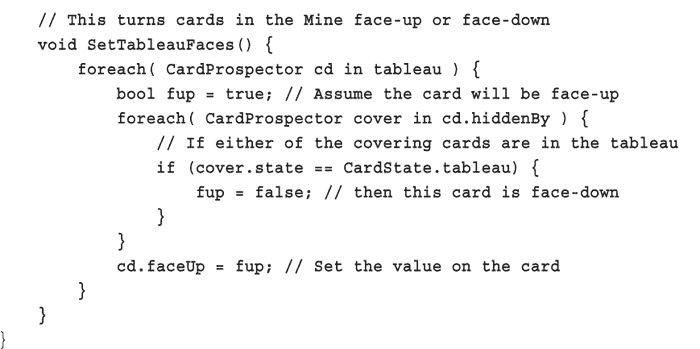 // This turns cards in the Mine face-up or face-down
void SetTableauFaces() {
foreach( CardProspector cd in tableau ) {
bool fup = true; // Assume the card will be face-up
foreach( CardProspector cover in cd.hiddenBy ) {
// If either of the covering cards are in the tableau
if (cover.state == CardState.tableau) {
fup = false; // then this card is face-down
}
}
cd.faceUp = fup; // Set the value on the card
}
}
}